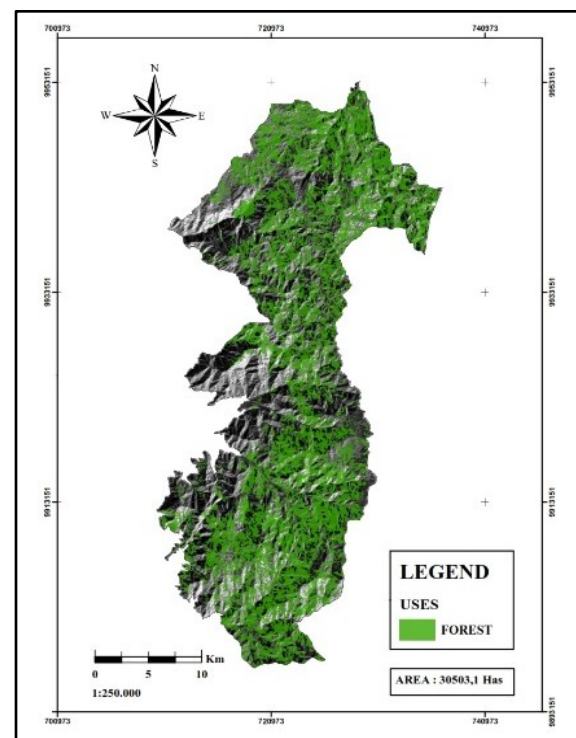 700973 720973 740973
9953151 9953151
N
W E
S
9933151 9933151
9913151 9913151
LEGEND
USES
FOREST
Km
0 5 10
1:250.000
AREA : 30503,1 Has
9893151
700973 720973 740973